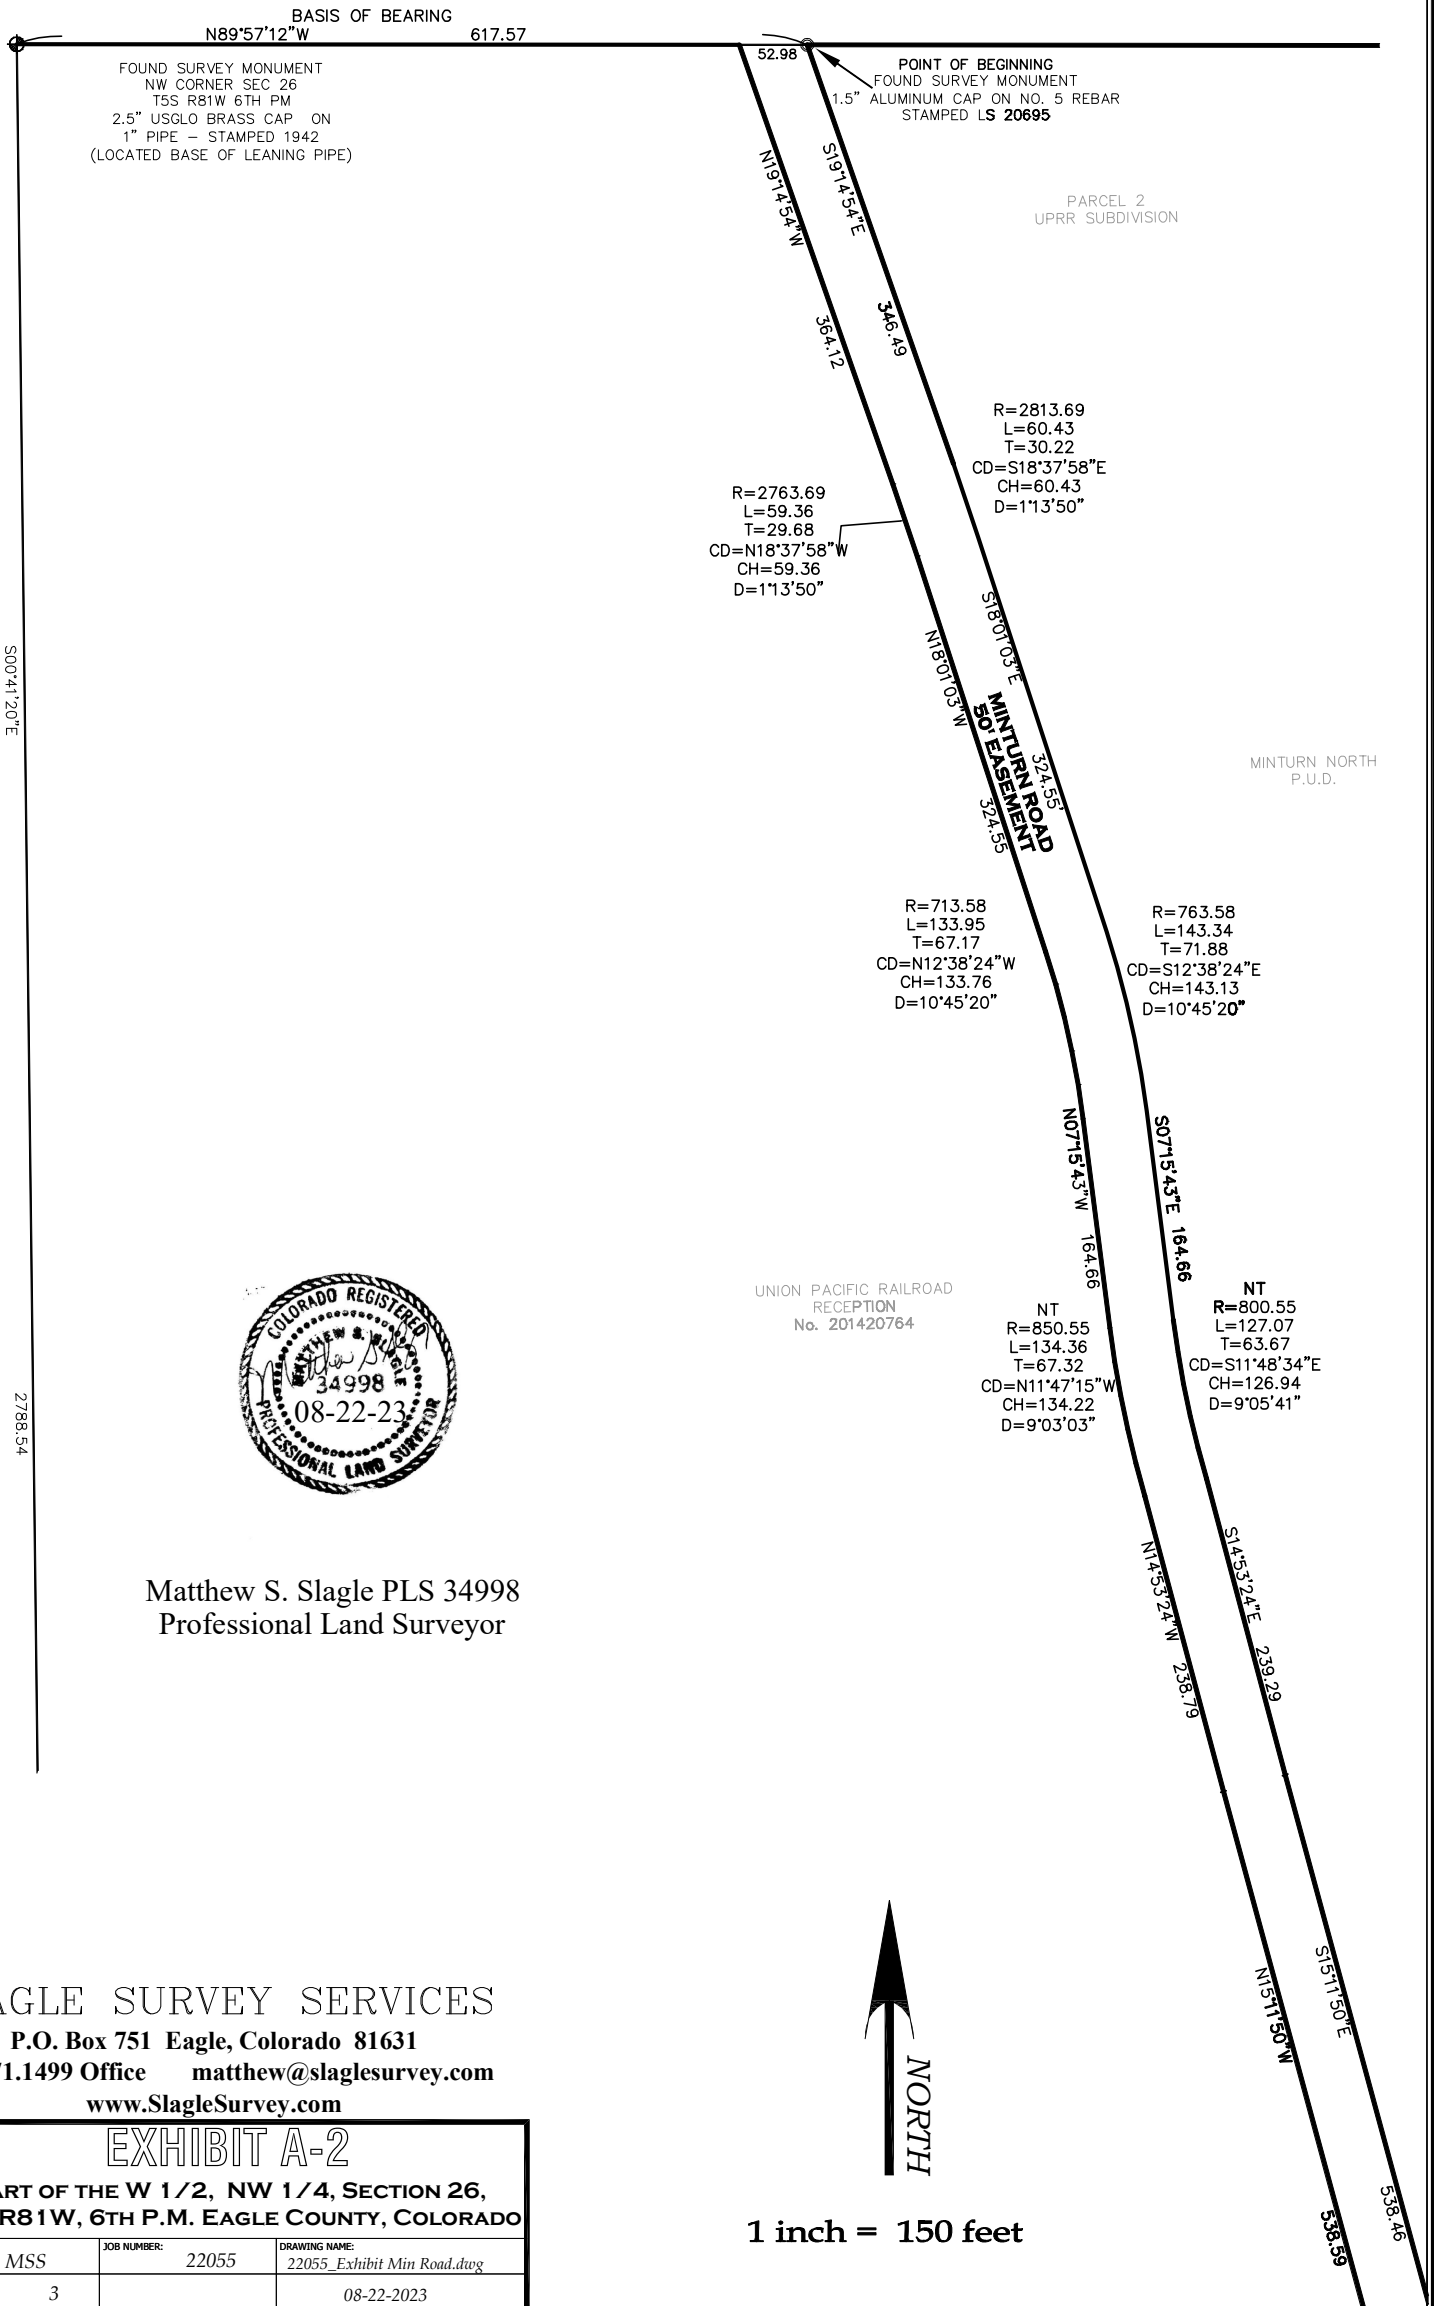 BASIS OF BEARING
N89°57'12"W 617.57
52.98
FOUND SURVEY MONUMENT
NW CORNER SEC 26
T5S R81W 6TH PM
2.5" USGLO BRASS CAP ON
1" PIPE – STAMPED 1942
(LOCATED BASE OF LEANING PIPE)
POINT OF BEGINNING
FOUND SURVEY MONUMENT
1.5" ALUMINUM CAP ON NO. 5 REBAR
STAMPED LS 20695
N19°14'54"W
S19°14'54"E
PARCEL 2
UPRR SUBDIVISION
364.12
346.49
R=2813.69
L=60.43
T=30.22
CD=S18°37'58"E
CH=60.43
D=1°13'50"
R=2763.69
L=59.36
T=29.68
CD=N18°37'58"W
CH=59.36
D=1°13'50"
S18°01'03"E
N18°01'03"W
S00°41'20"E
MINTURN ROAD
50' EASEMENT
324.55'
324.55
MINTURN NORTH
P.U.D.
R=713.58
L=133.95
T=67.17
CD=N12°38'24"W
CH=133.76
D=10°45'20"
R=763.58
L=143.34
T=71.88
CD=S12°38'24"E
CH=143.13
D=10°45'20"
N07°15'43"W 164.66
S07°15'43"E 164.66
UNION PACIFIC RAILROAD
RECEPTION
No. 201420764
NT
R=850.55
L=134.36
T=67.32
CD=N11°47'15"W
CH=134.22
D=9°03'03"
NT
R=800.55
L=127.07
T=63.67
CD=S11°48'34"E
CH=126.94
D=9°05'41"
2788.54
COLORADO REGISTERED
MATTHEW S. SLAGLE
34998
08-22-23
PROFESSIONAL LAND SURVEYOR
Matthew S. Slagle PLS 34998
Professional Land Surveyor
N14°53'24"W 238.79
S14°53'24"E 239.29
N15°11'50"W
S15°11'50"E
538.59
538.46
NORTH
1 inch = 150 feet
AGLE SURVEY SERVICES
P.O. Box 751 Eagle, Colorado 81631
71.1499 Office matthew@slaglesurvey.com
www.SlagleSurvey.com
EXHIBIT A-2
ART OF THE W 1/2, NW 1/4, SECTION 26,
R81W, 6TH P.M. EAGLE COUNTY, COLORADO
MSS JOB NUMBER: 22055 DRAWING NAME: 22055_Exhibit Min Road.dwg
3 08-22-2023